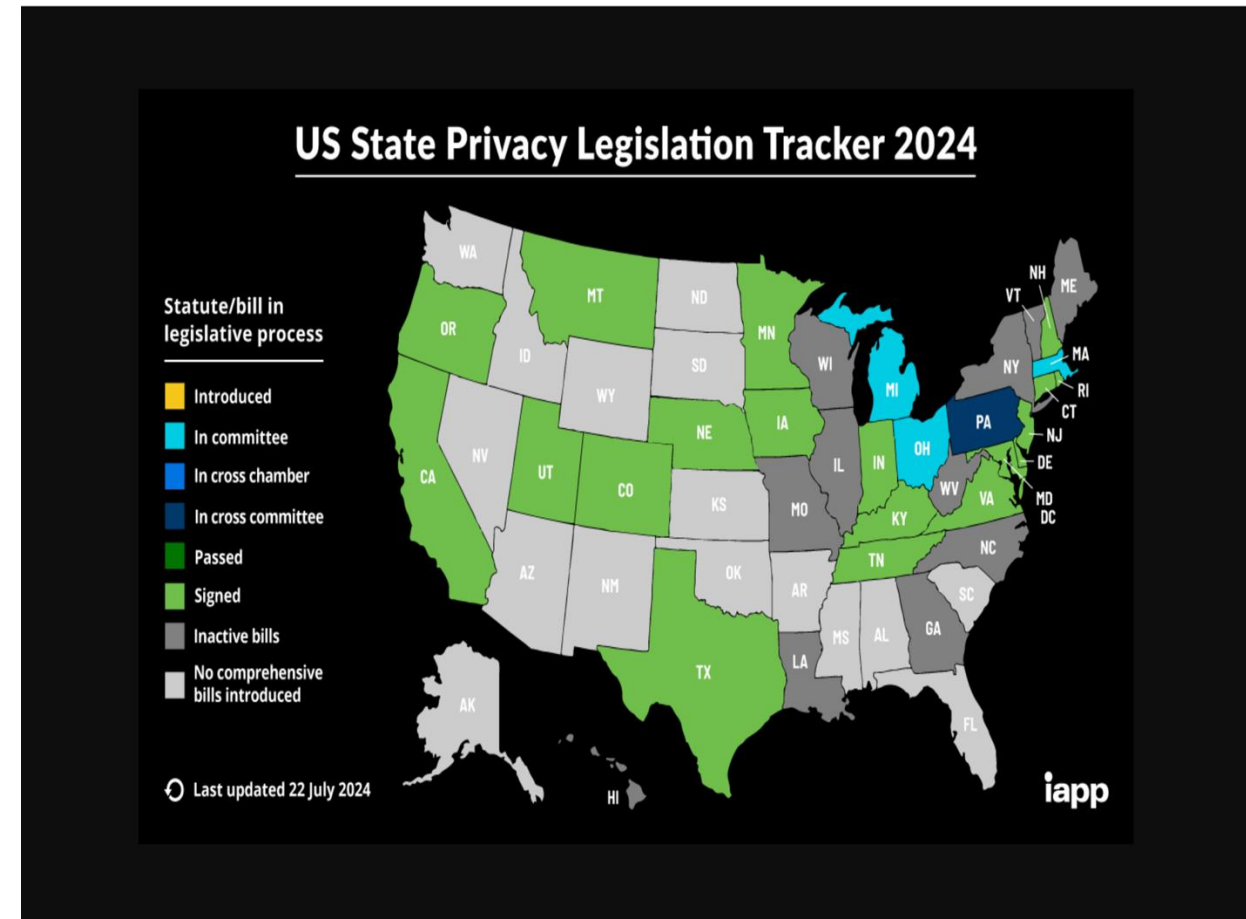 US State Privacy Legislation Tracker 2024
Statute/bill in
legislative process
Introduced
In committee
In cross chamber
In cross committee
Passed
Signed
Inactive bills
No comprehensive
bills introduced
Last updated 22 July 2024
WA
MT
ND
MN
OR
ID
SD
WI
WY
MI
NH
VT
ME
NY
MA
RI
CT
PA
NJ
DE
MD
DC
NE
IA
NV
UT
CO
CA
IL
IN
OH
WV
VA
KS
MO
KY
NC
TN
AZ
NM
OK
AR
SC
MS
AL
GA
TX
LA
FL
AK
HI
iapp